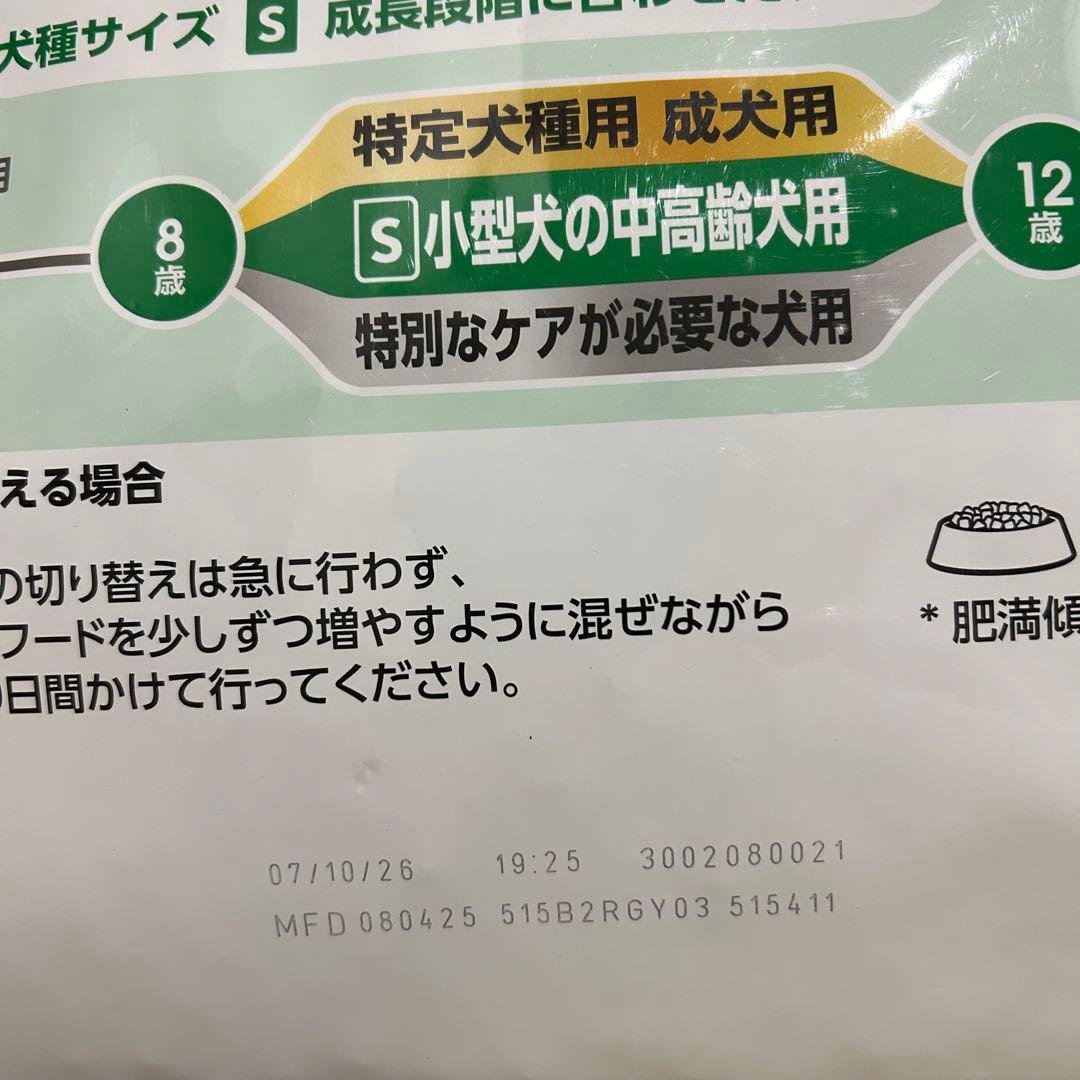 犬種サイズ S 成長段階に合わせた
特定犬種用 成犬用
用
8歳
S 小型犬の中高齢犬用
12歳
特別なケアが必要な犬用
える場合
の切り替えは急に行わず、
フードを少しずつ増やすように混ぜながら
日間かけて行ってください。
* 肥満傾
07/10/26 19:25 3002080021
MFD 080425 515B2RGY03 515411